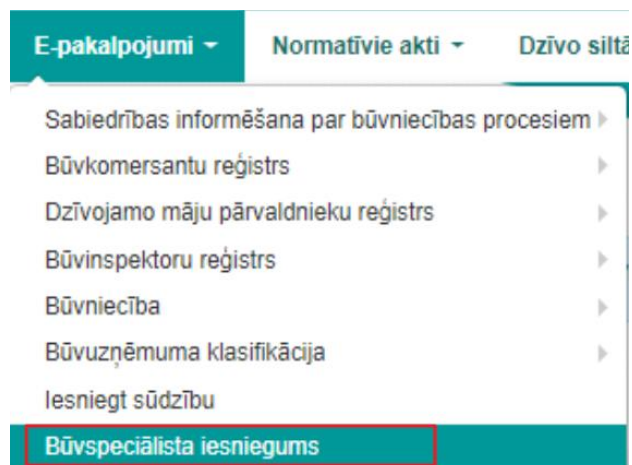 E-pakalpojumi Normatīvie akti Dzīvo
Sabiedrības informēšana par būvniecības procesiem
Būvkomersantu reģistrs
Dzīvojamo māju pārvaldnieku reģistrs
Būvinspektoru reģistrs
Būvniecība
Būvuzņēmuma klasifikācija
Iesniegt sūdzību
Būvspeciālista iesniegums